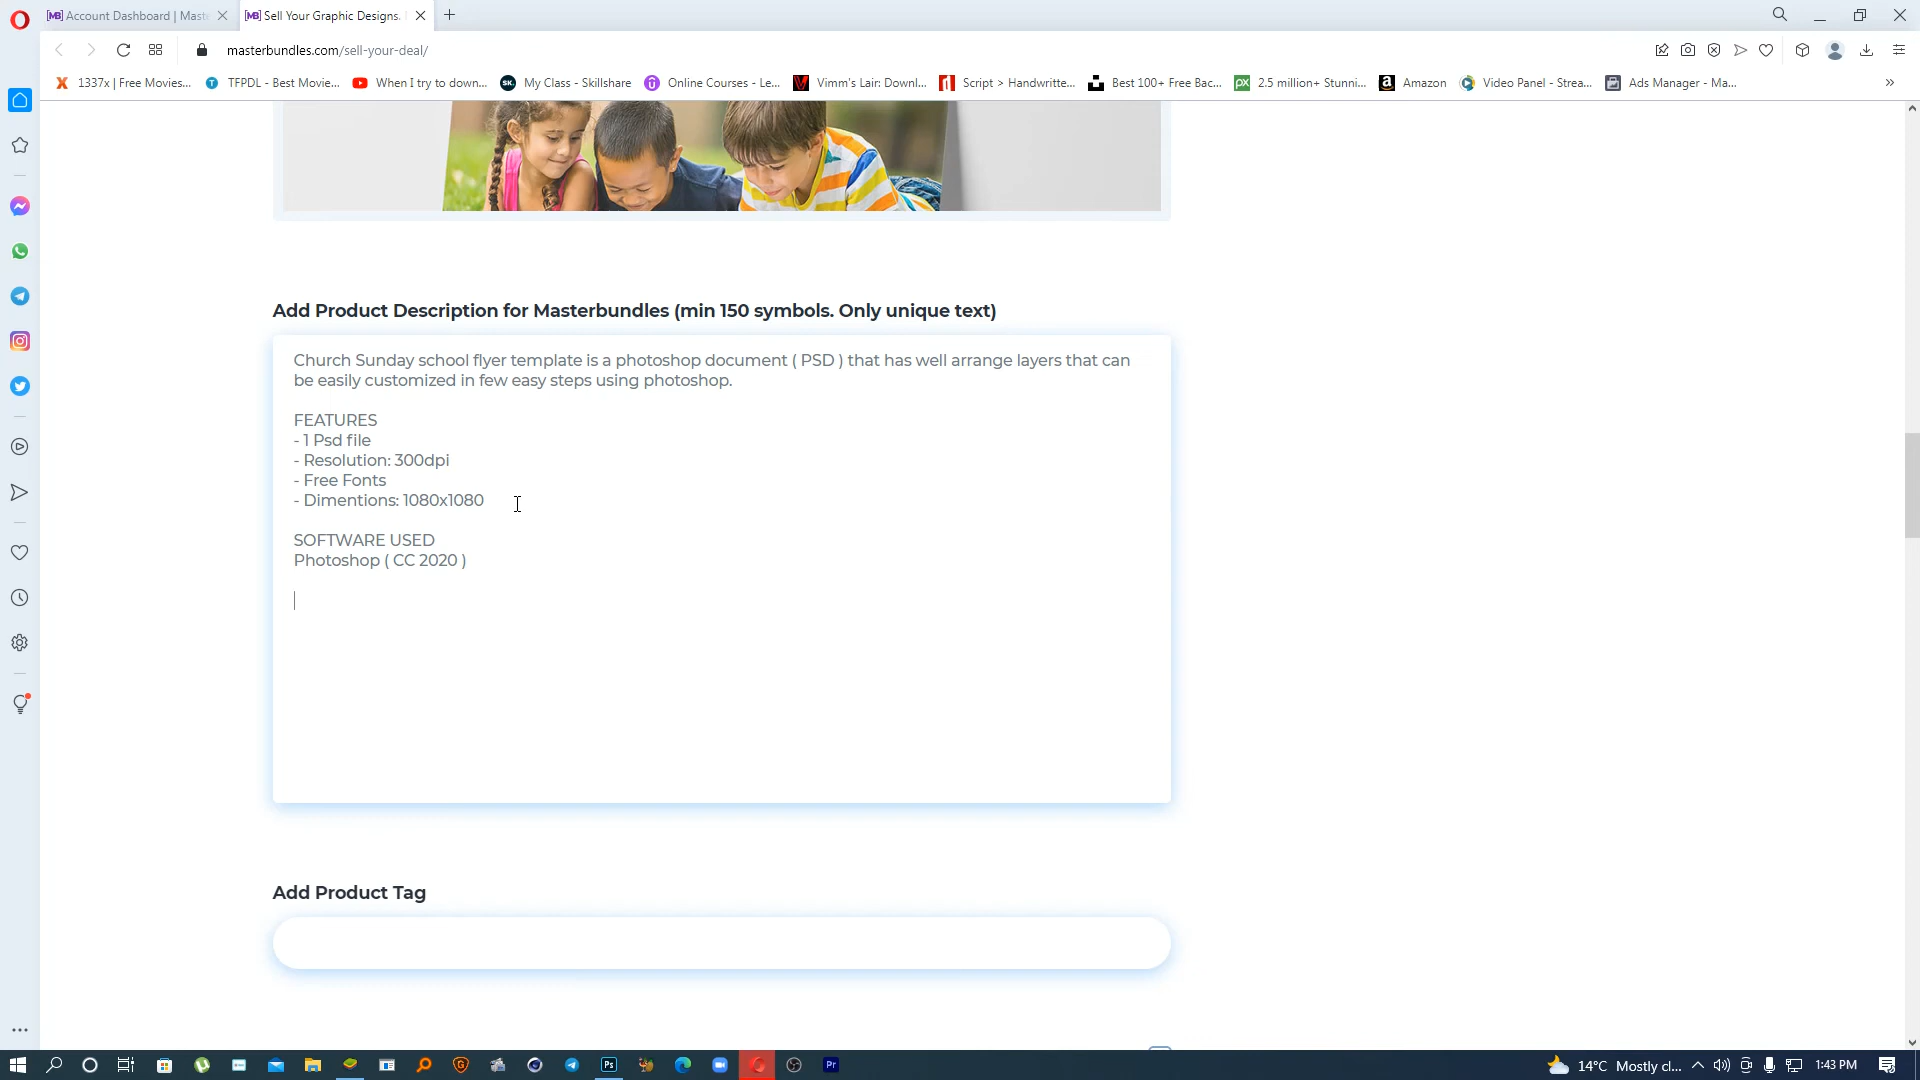 Account Dashboard | Maste
Sell Your Graphic Designs.
masterbundles.com/sell-your-deal/
1337x | Free Movies...
TFPDL - Best Movie...
When I try to down...
SK.
My Class - Skillshare
Online Courses - Le...
Vimm's Lair: Downl...
Script > Handwritte...
Best 100+ Free Bac...
px
2.5 million+ Stunni...
Amazon
Video Panel - Strea...
Ads Manager - Ma...
»
Add Product Description for Masterbundles (min 150 symbols. Only unique text)
Church Sunday school flyer template is a photoshop document ( PSD ) that has well arrange layers that can
be easily customized in few easy steps using photoshop.
FEATURES
- 1 Psd file
- Resolution: 300dpi
- Free Fonts
- Dimentions: 1080x1080
SOFTWARE USED
Photoshop ( CC 2020 )
Add Product Tag
Ps
Pr
14°C Mostly cl...
1:43 PM